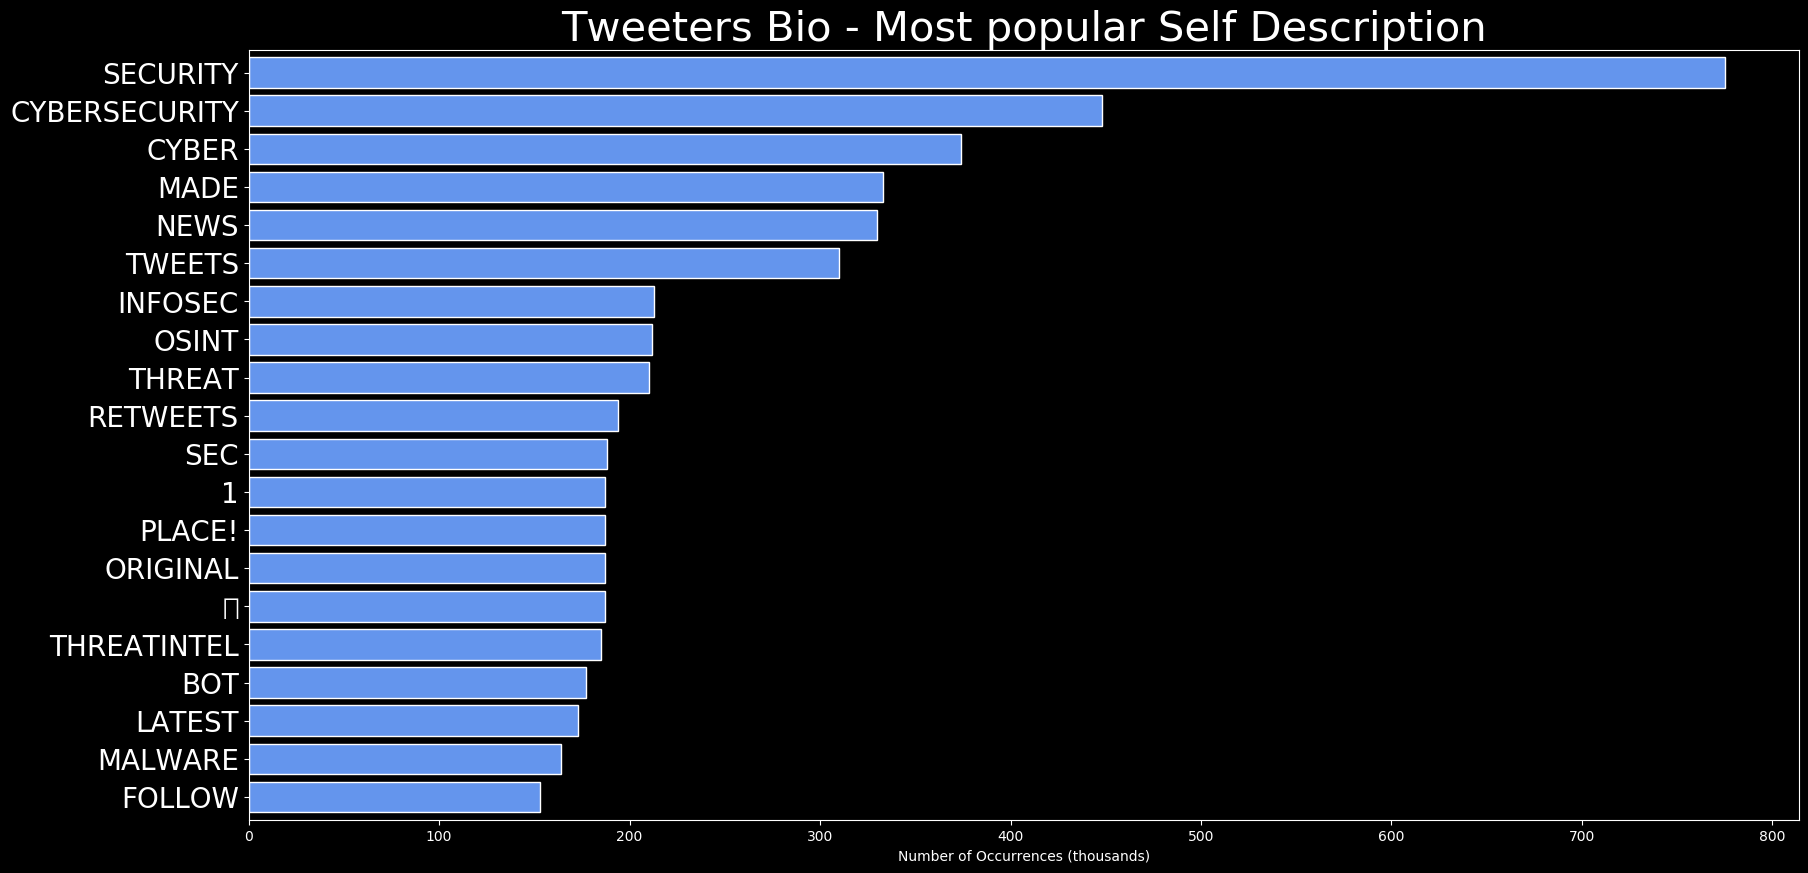 Tweeters Bio - Most popular Self Description
SECURITY
CYBERSECURITY
CYBER
MADE
NEWS
TWEETS
INFOSEC
OSINT
THREAT
RETWEETS
SEC
1
PLACE!
ORIGINAL
THREATINTEL
BOT
LATEST
MALWARE
FOLLOW
0 100 200 300 400 500 600 700 800
Number of Occurrences (thousands)